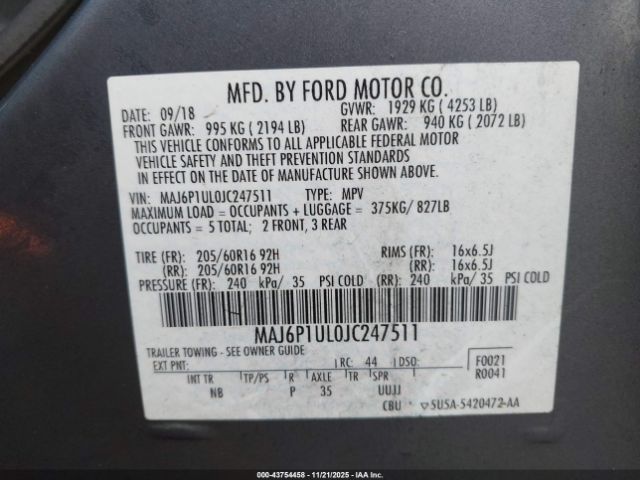 MFD. BY FORD MOTOR CO.
DATE: 09/18 GVWR: 1929 KG ( 4253 LB)
FRONT GAWR: 995 KG ( 2194 LB) REAR GAWR: 940 KG ( 2072 LB)
THIS VEHICLE CONFORMS TO ALL APPLICABLE FEDERAL MOTOR
VEHICLE SAFETY AND THEFT PREVENTION STANDARDS
IN EFFECT ON THE DATE OF MANUFACTURE SHOWN ABOVE.
VIN: MAJ6P1UL0JC247511 TYPE: MPV
MAXIMUM LOAD = OCCUPANTS + LUGGAGE = 375KG/ 827LB
OCCUPANTS = 5 TOTAL; 2 FRONT, 3 REAR
TIRE (FR): 205/60R16 92H RIMS (FR): 16x6.5J
(RR): 205/60R16 92H (RR): 16x6.5J
PRESSURE (FR): 240 kPa/ 35 PSI COLD (RR): 240 kPa/ 35 PSI COLD
MAJ6P1UL0JC247511
TRAILER TOWING - SEE OWNER GUIDE
EXT PNT: RC: 44 DSO: F0021
R0041
INT TR TP/PS R AXLE TR SPR
NB P 35 UUJJ
CBU SU5A-5420472-AA
000-43754458 - 11/21/2025 - IAA Inc.